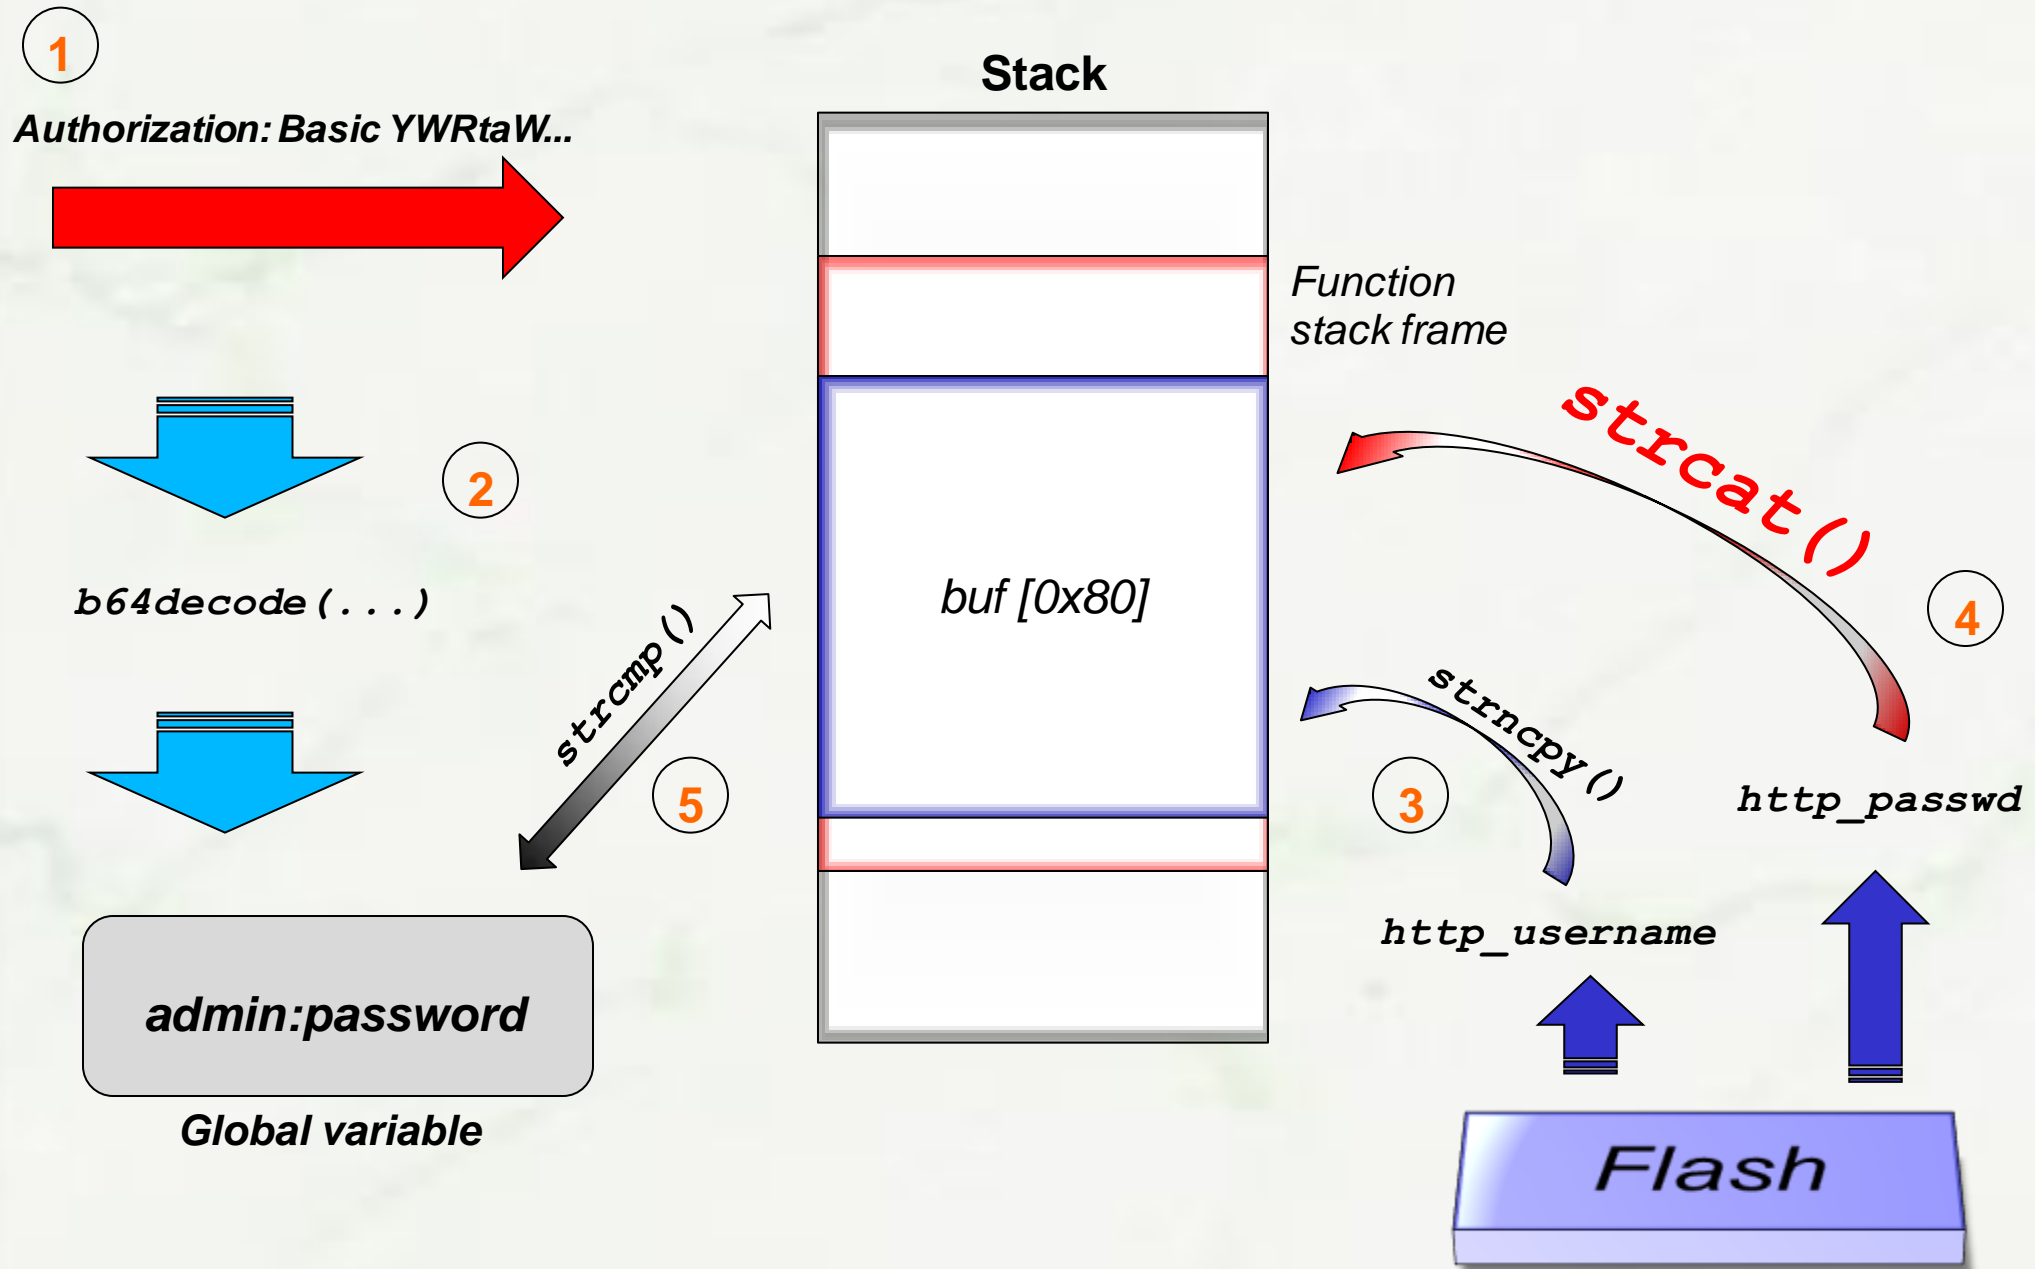 1
Authorization: Basic YWRtaW...
Stack
Function
stack frame
strcat()
2
b64decode(...)
strcmp()
buf [0x80]
4
strncpy()
5
3
http_passwd
http_username
admin:password
Global variable
Flash